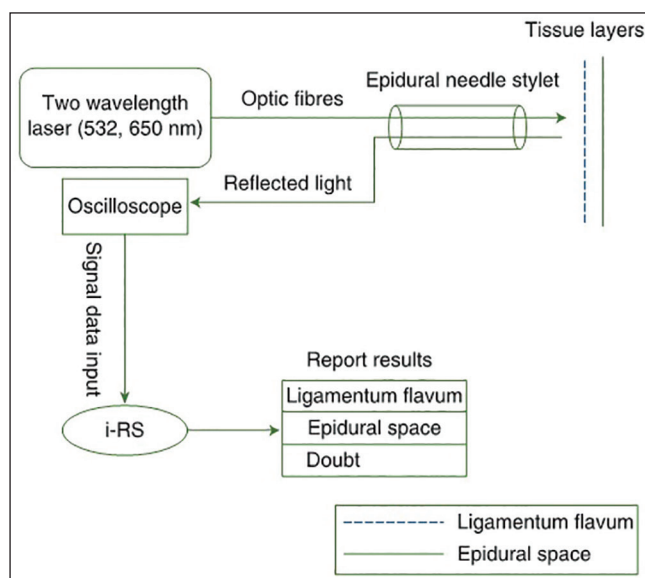 Tissue layers
Epidural needle stylet
Two wavelength
laser (532, 650 nm)
Optic fibres
Reflected light
Oscilloscope
Signal data input
i-RS
Report results
Ligamentum flavum
Epidural space
Doubt
Ligamentum flavum
Epidural space